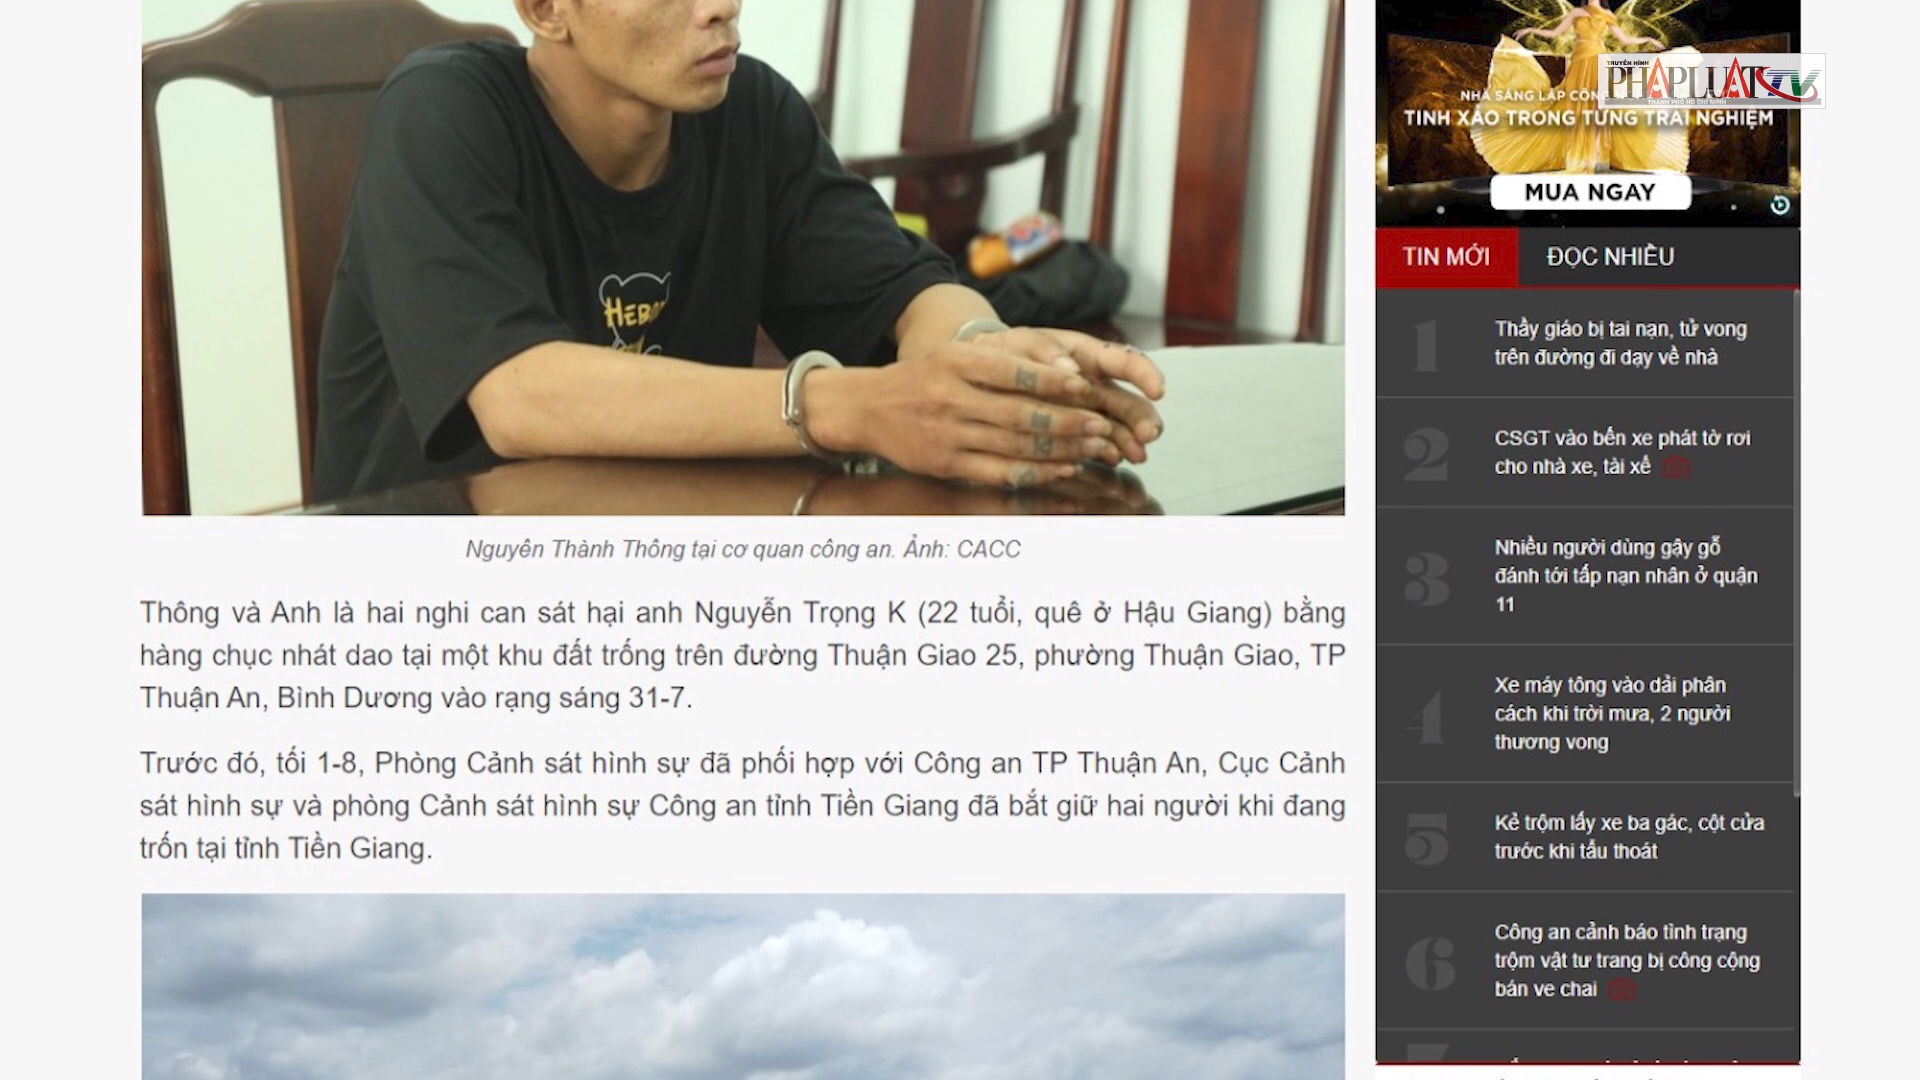 TRUYỀN HÌNH
PHÁPLUẬTTV
THÀNH PHỐ HỒ CHÍ MINH
TINH XẢO TRONG TỪNG TRẢI NGHIỆM
MUA NGAY
HEBO
Nguyễn Thành Thông tại cơ quan công an. Ảnh: CACC
Thông và Anh là hai nghi can sát hại anh Nguyễn Trọng K (22 tuổi, quê ở Hậu Giang) bằng
hàng chục nhát dao tại một khu đất trống trên đường Thuận Giao 25, phường Thuận Giao, TP
Thuận An, Bình Dương vào rạng sáng 31-7.
Trước đó, tối 1-8, Phòng Cảnh sát hình sự đã phối hợp với Công an TP Thuận An, Cục Cảnh
sát hình sự và phòng Cảnh sát hình sự Công an tỉnh Tiền Giang đã bắt giữ hai người khi đang
trốn tại tỉnh Tiền Giang.
TIN MỚI
ĐỌC NHIỀU
1
Thầy giáo bị tai nạn, tử vong
trên đường đi dạy về nhà
2
CSGT vào bến xe phát tờ rơi
cho nhà xe, tài xế
3
Nhiều người dùng gậy gỗ
đánh tới tấp nạn nhân ở quận
11
4
Xe máy tông vào dải phân
cách khi trời mưa, 2 người
thương vong
5
Kẻ trộm lấy xe ba gác, cột cửa
trước khi tẩu thoát
6
Công an cảnh báo tình trạng
trộm vật tư trang bị công cộng
bán ve chai